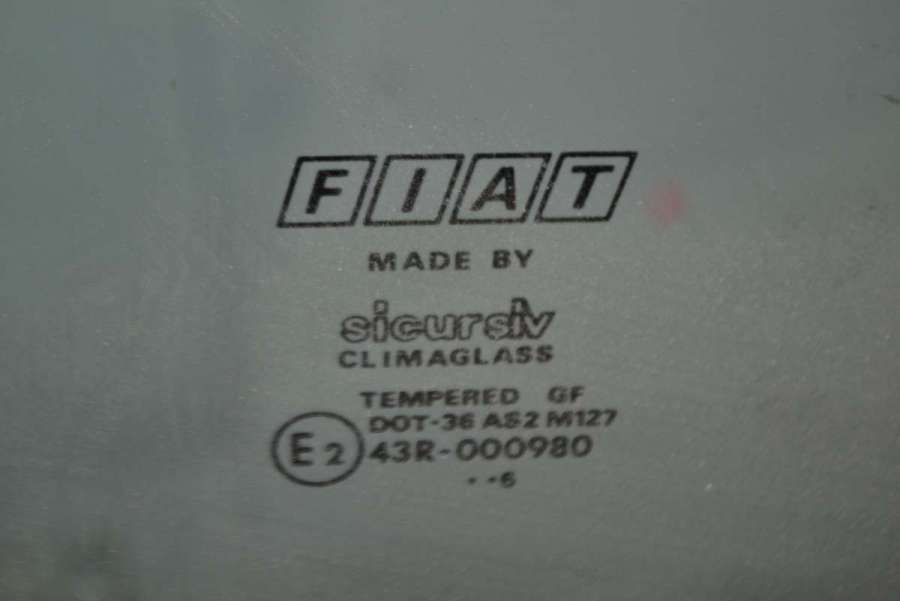 FIAT
MADE BY
sicursiv
CLIMAGLASS
TEMPERED GF
DOT-36 AS2 M127
E2 43R-000980
··6